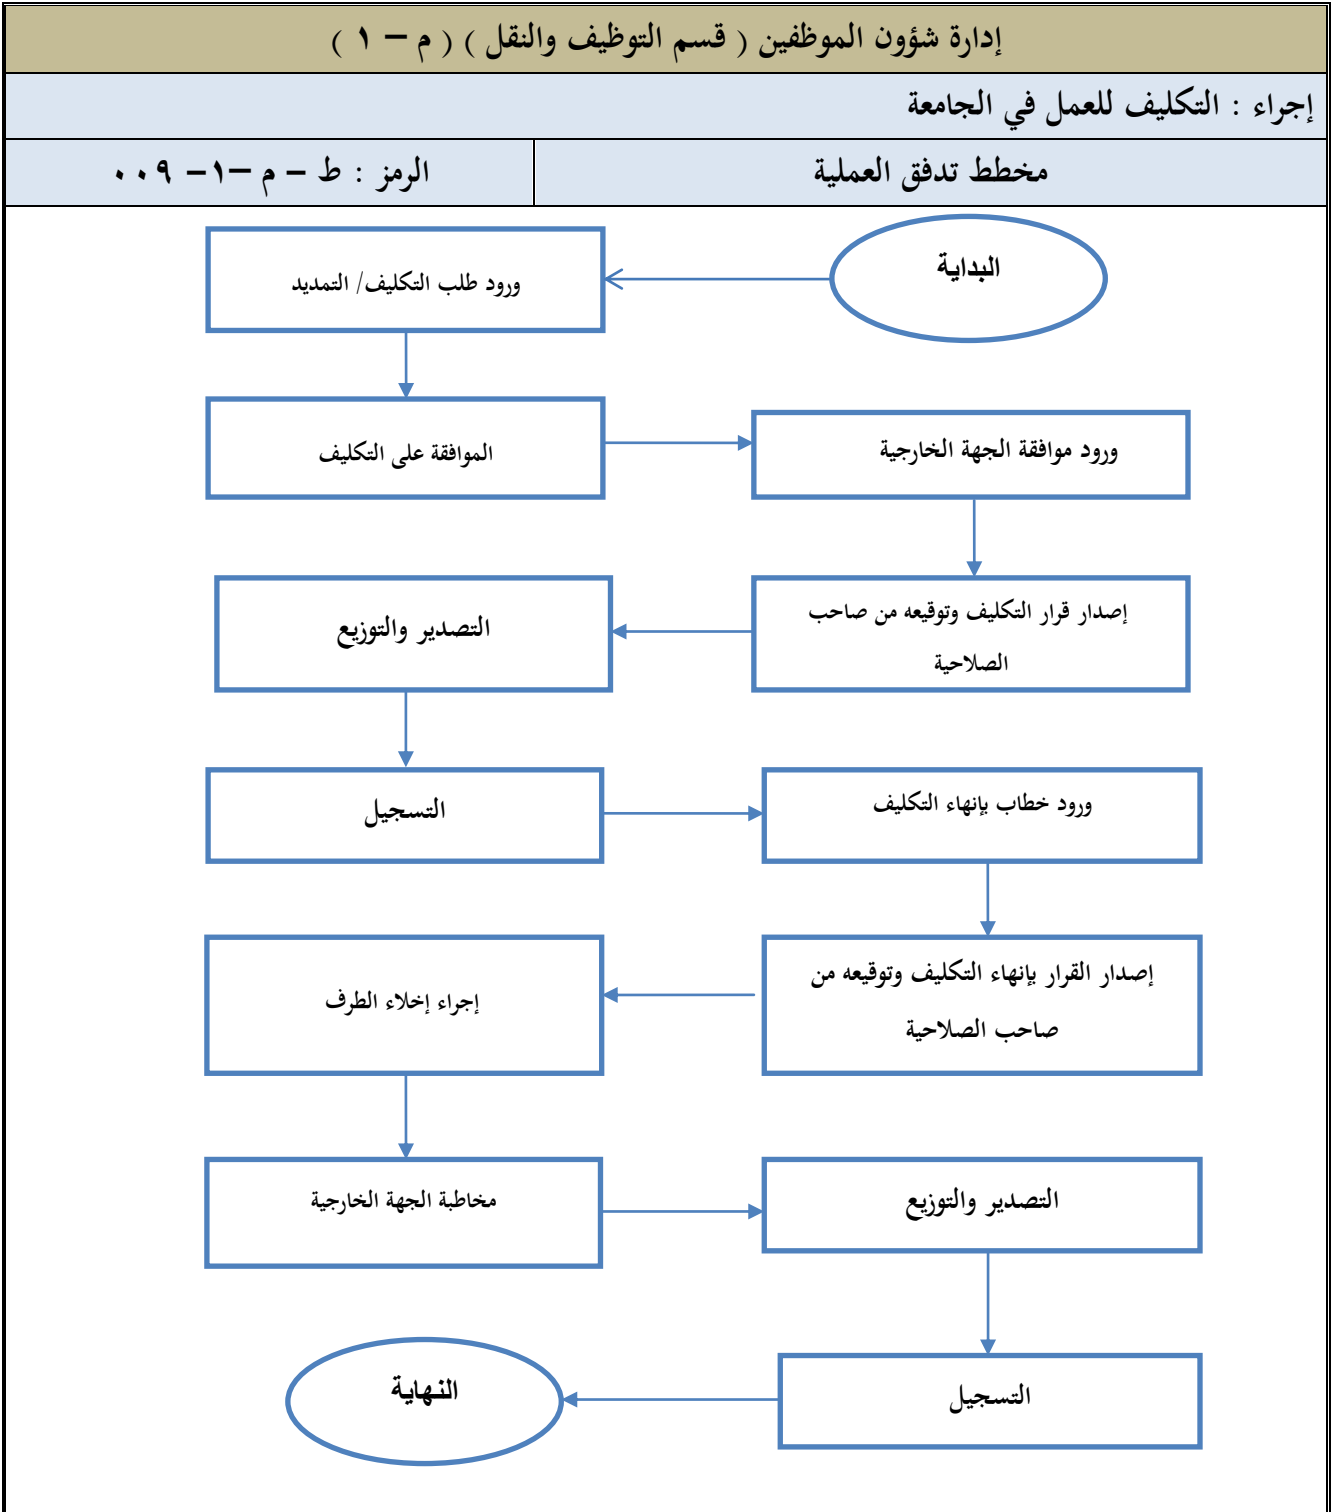 إدارة شؤون الموظفين ( قسم التوظيف والنقل ) ( م – ١ )
إجراء : التكليف للعمل في الجامعة
مخطط تدفق العملية
الرمز : ط – م –١– ٠٠٩
البداية
ورود طلب التكليف/ التمديد
الموافقة على التكليف
ورود موافقة الجهة الخارجية
إصدار قرار التكليف وتوقيعه من صاحب
الصلاحية
التصدير والتوزيع
التسجيل
ورود خطاب بإنهاء التكليف
إصدار القرار بإنهاء التكليف وتوقيعه من
صاحب الصلاحية
إجراء إخلاء الطرف
مخاطبة الجهة الخارجية
التصدير والتوزيع
التسجيل
النهاية